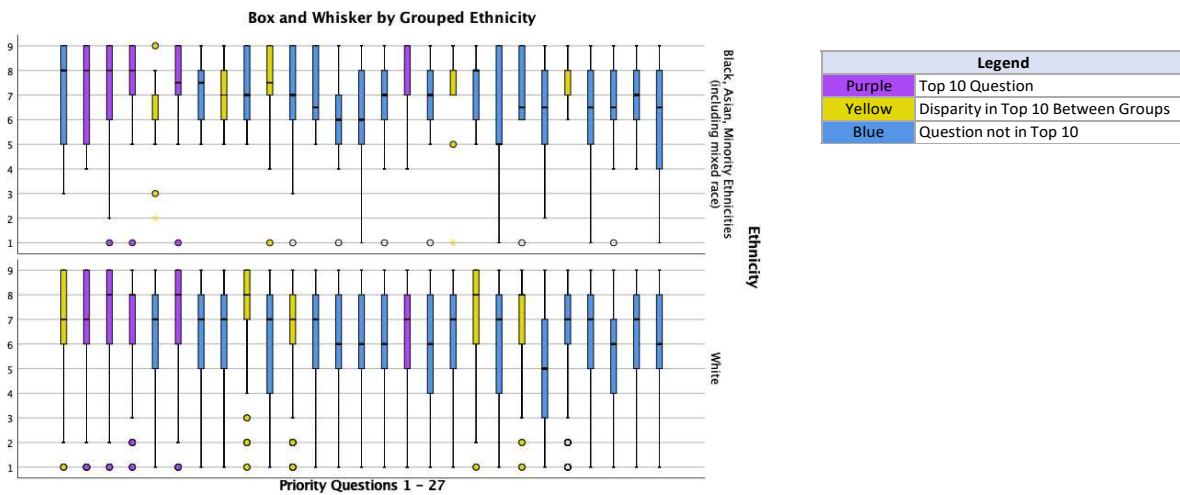 Box and Whisker by Grouped Ethnicity
9
8
7
6
5
4
3
2
1
Black, Asian, Minority Ethnicities
(including mixed race)
9
8
7
6
5
4
3
2
1
White
Ethnicity
Priority Questions 1 – 27
Legend
Purple Top 10 Question
Yellow Disparity in Top 10 Between Groups
Blue Question not in Top 10